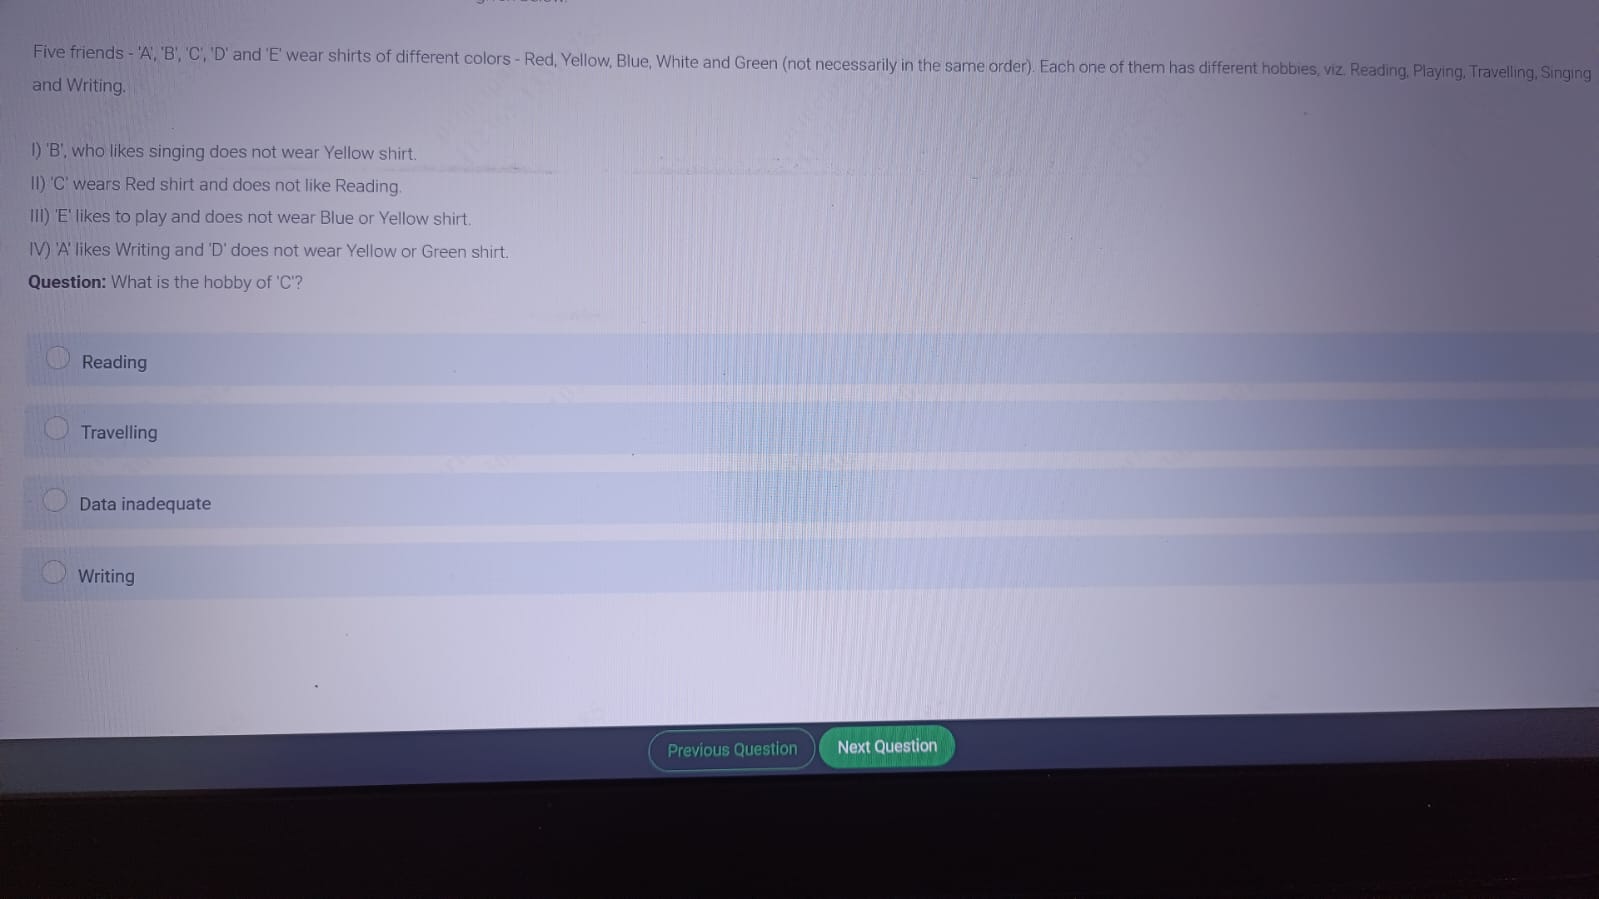 Five friends - 'A', 'B', 'C', 'D' and 'E' wear shirts of different colors - Red, Yellow, Blue, White and Green (not necessarily in the same order). Each one of them has different hobbies, viz. Reading, Playing, Travelling, Singing
and Writing.
I) 'B', who likes singing does not wear Yellow shirt.
II) 'C' wears Red shirt and does not like Reading.
III) 'E' likes to play and does not wear Blue or Yellow shirt.
IV) 'A' likes Writing and 'D' does not wear Yellow or Green shirt.
Question: What is the hobby of 'C'?
Reading
Travelling
Data inadequate
Writing
Previous Question Next Question